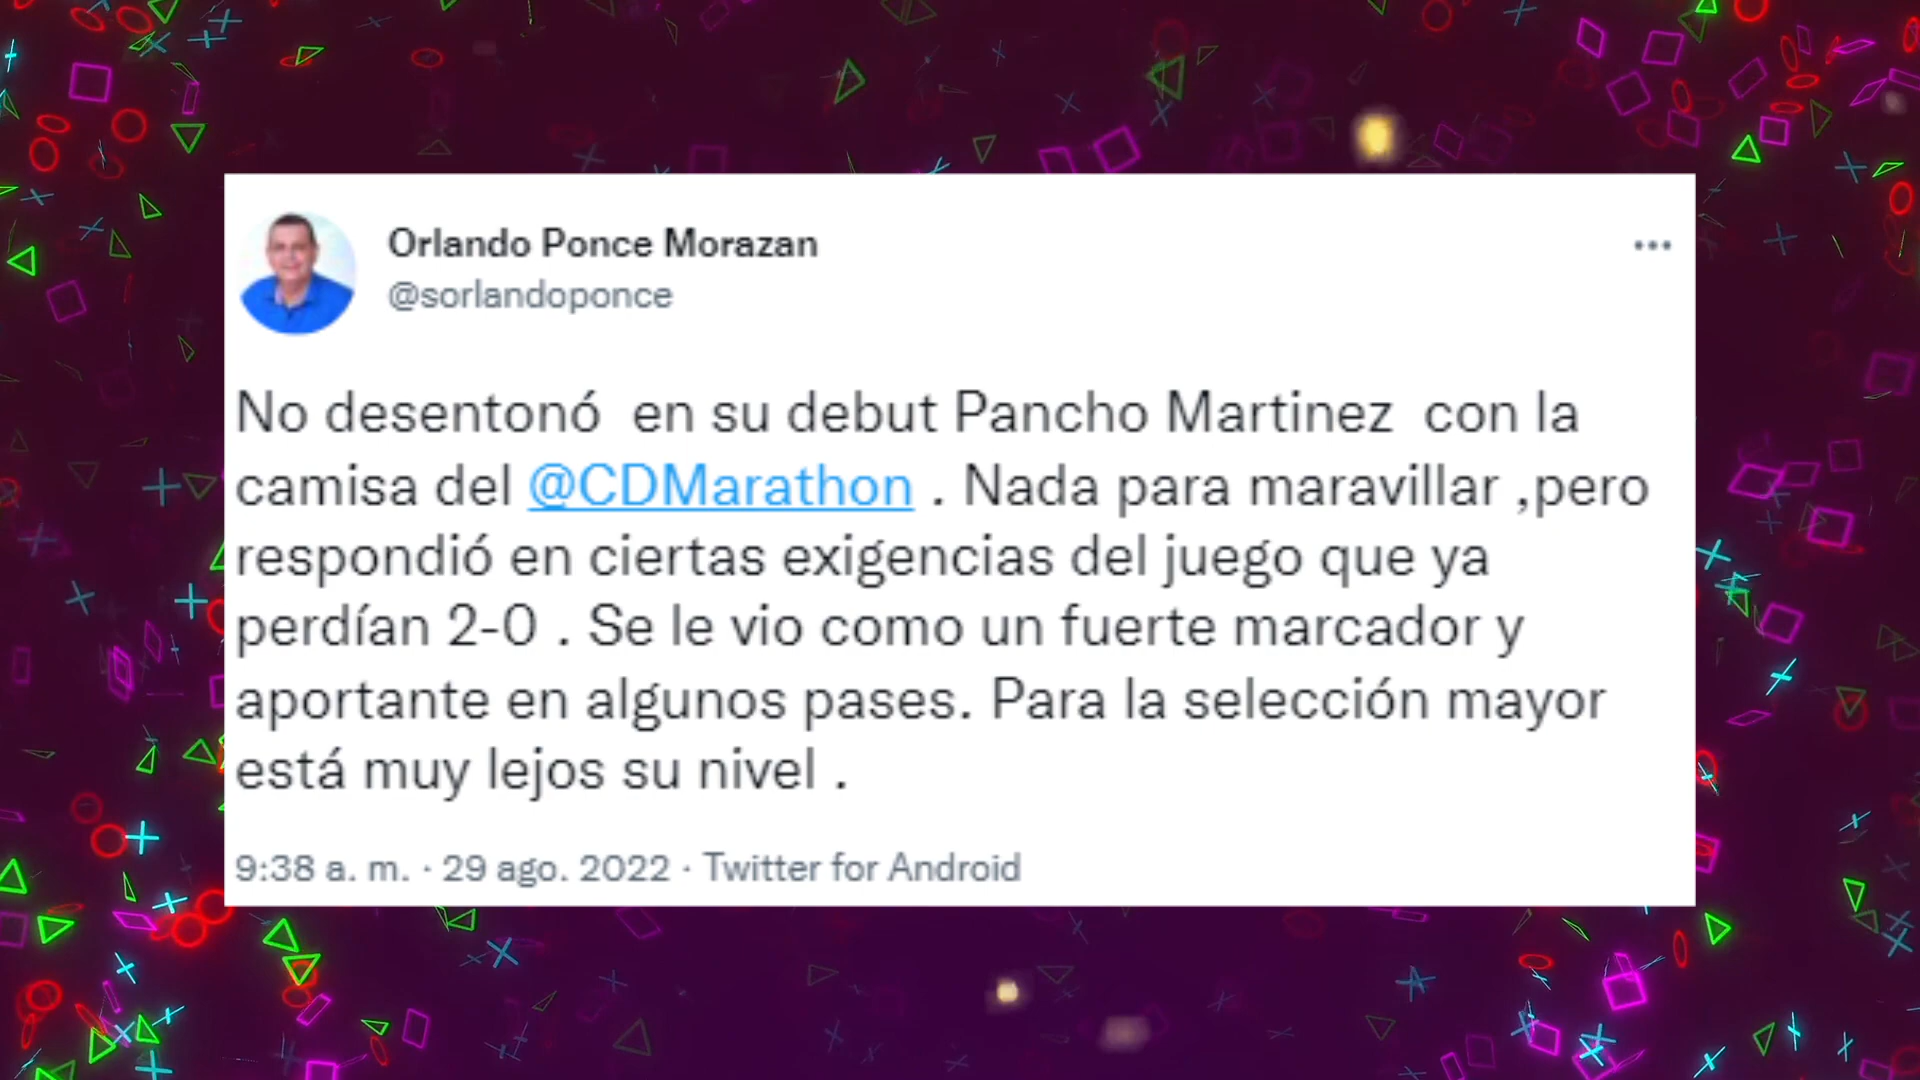 Orlando Ponce Morazan
@sorlandoponce
No desentonó  en su debut Pancho Martinez  con la
camisa del @CDMarathon . Nada para maravillar ,pero
respondió en ciertas exigencias del juego que ya
perdían 2-0 . Se le vio como un fuerte marcador y
aportante en algunos pases. Para la selección mayor
está muy lejos su nivel .
9:38 a. m. · 29 ago. 2022 · Twitter for Android